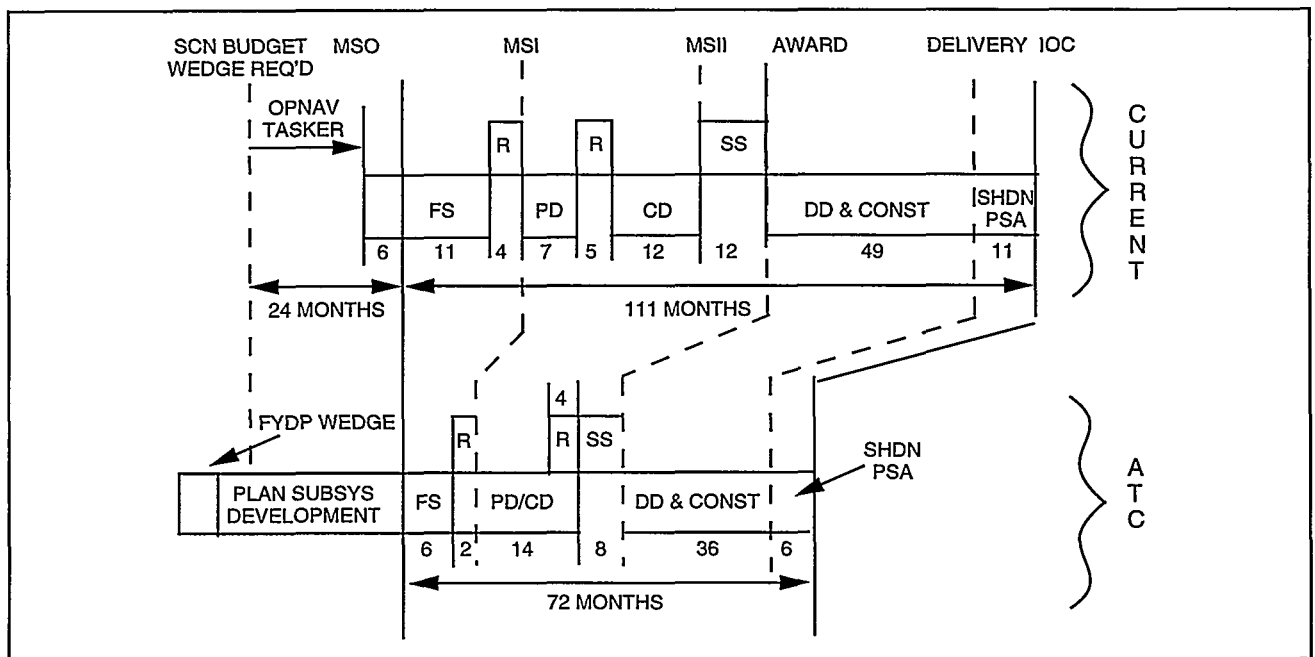 SCN BUDGET
WEDGE REQ'D
MSO
MSI
MSII
AWARD
DELIVERY
IOC
OPNAV
TASKER
R
R
SS
FS
PD
CD
DD & CONST
SHDN
PSA
6
11
4
7
5
12
12
49
11
24 MONTHS
111 MONTHS
CURRENT
FYDP WEDGE
4
R
R
SS
SHDN
PSA
PLAN SUBSYS
DEVELOPMENT
FS
PD/CD
DD & CONST
6
2
14
8
36
6
72 MONTHS
ATC